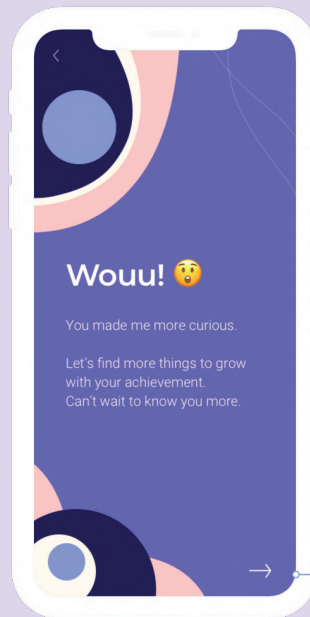 Wouu! 😲
You made me more curious.
Let's find more things to grow
with your achievement.
Can't wait to know you more.